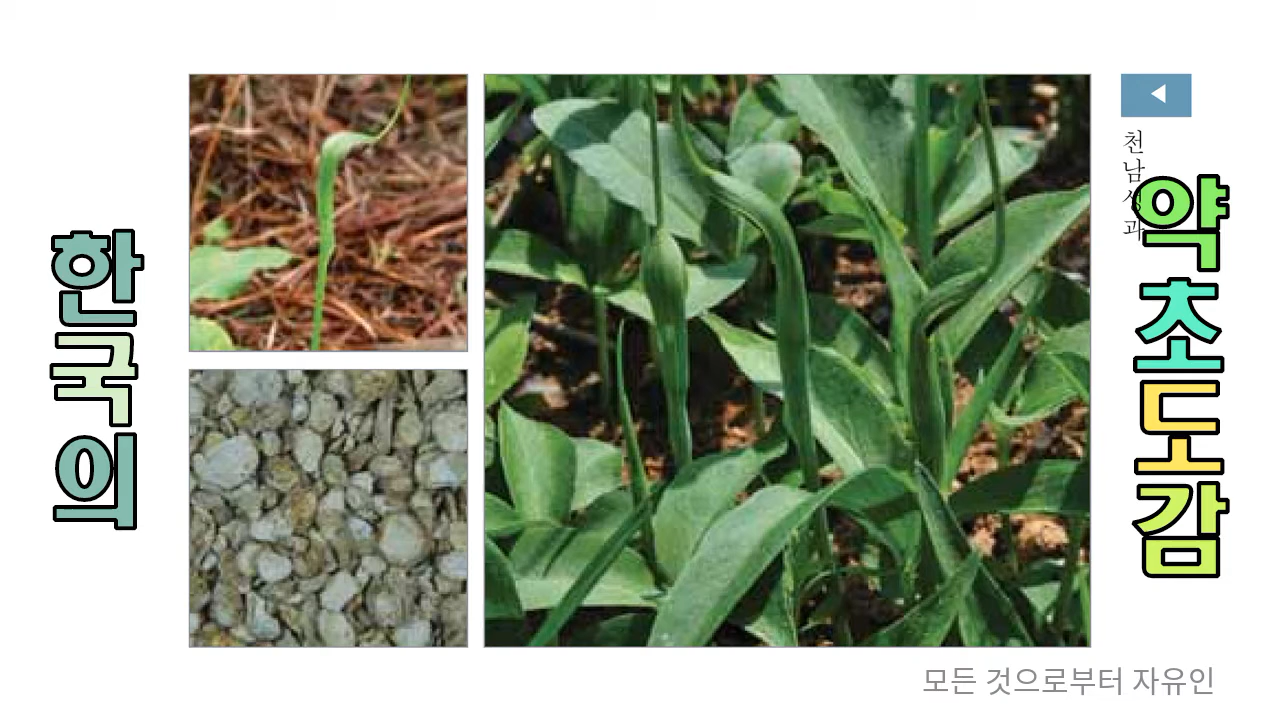 한국의
천남성과
약초도감
모든 것으로부터 자유인